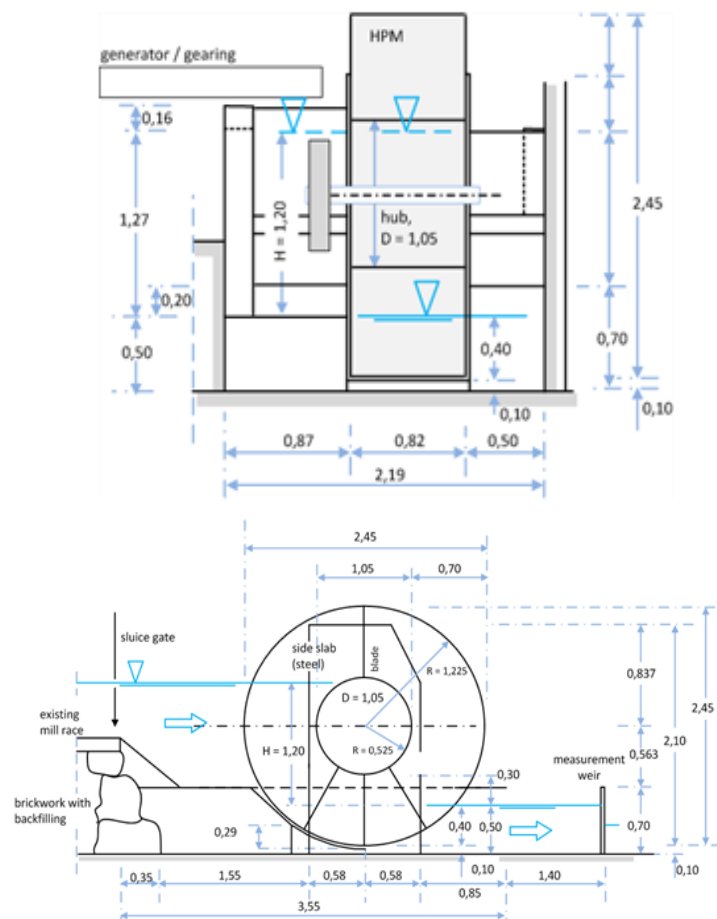 HPM
generator / gearing
0,16
1,27
H = 1,20
hub,
D = 1,05
2,45
0,20
0,50
0,40
0,70
0,10
0,10
0,87
0,82
0,50
2,19
2,45
1,05
0,70
sluice gate
side slab
(steel)
blade
R = 1,225
0,837
D = 1,05
2,45
existing
mill race
H = 1,20
R = 0,525
2,10
0,563
measurement
weir
0,30
brickwork with
backfilling
0,29
0,40
0,50
0,70
0,35
1,55
0,58
0,58
0,10
0,85
1,40
0,10
3,55